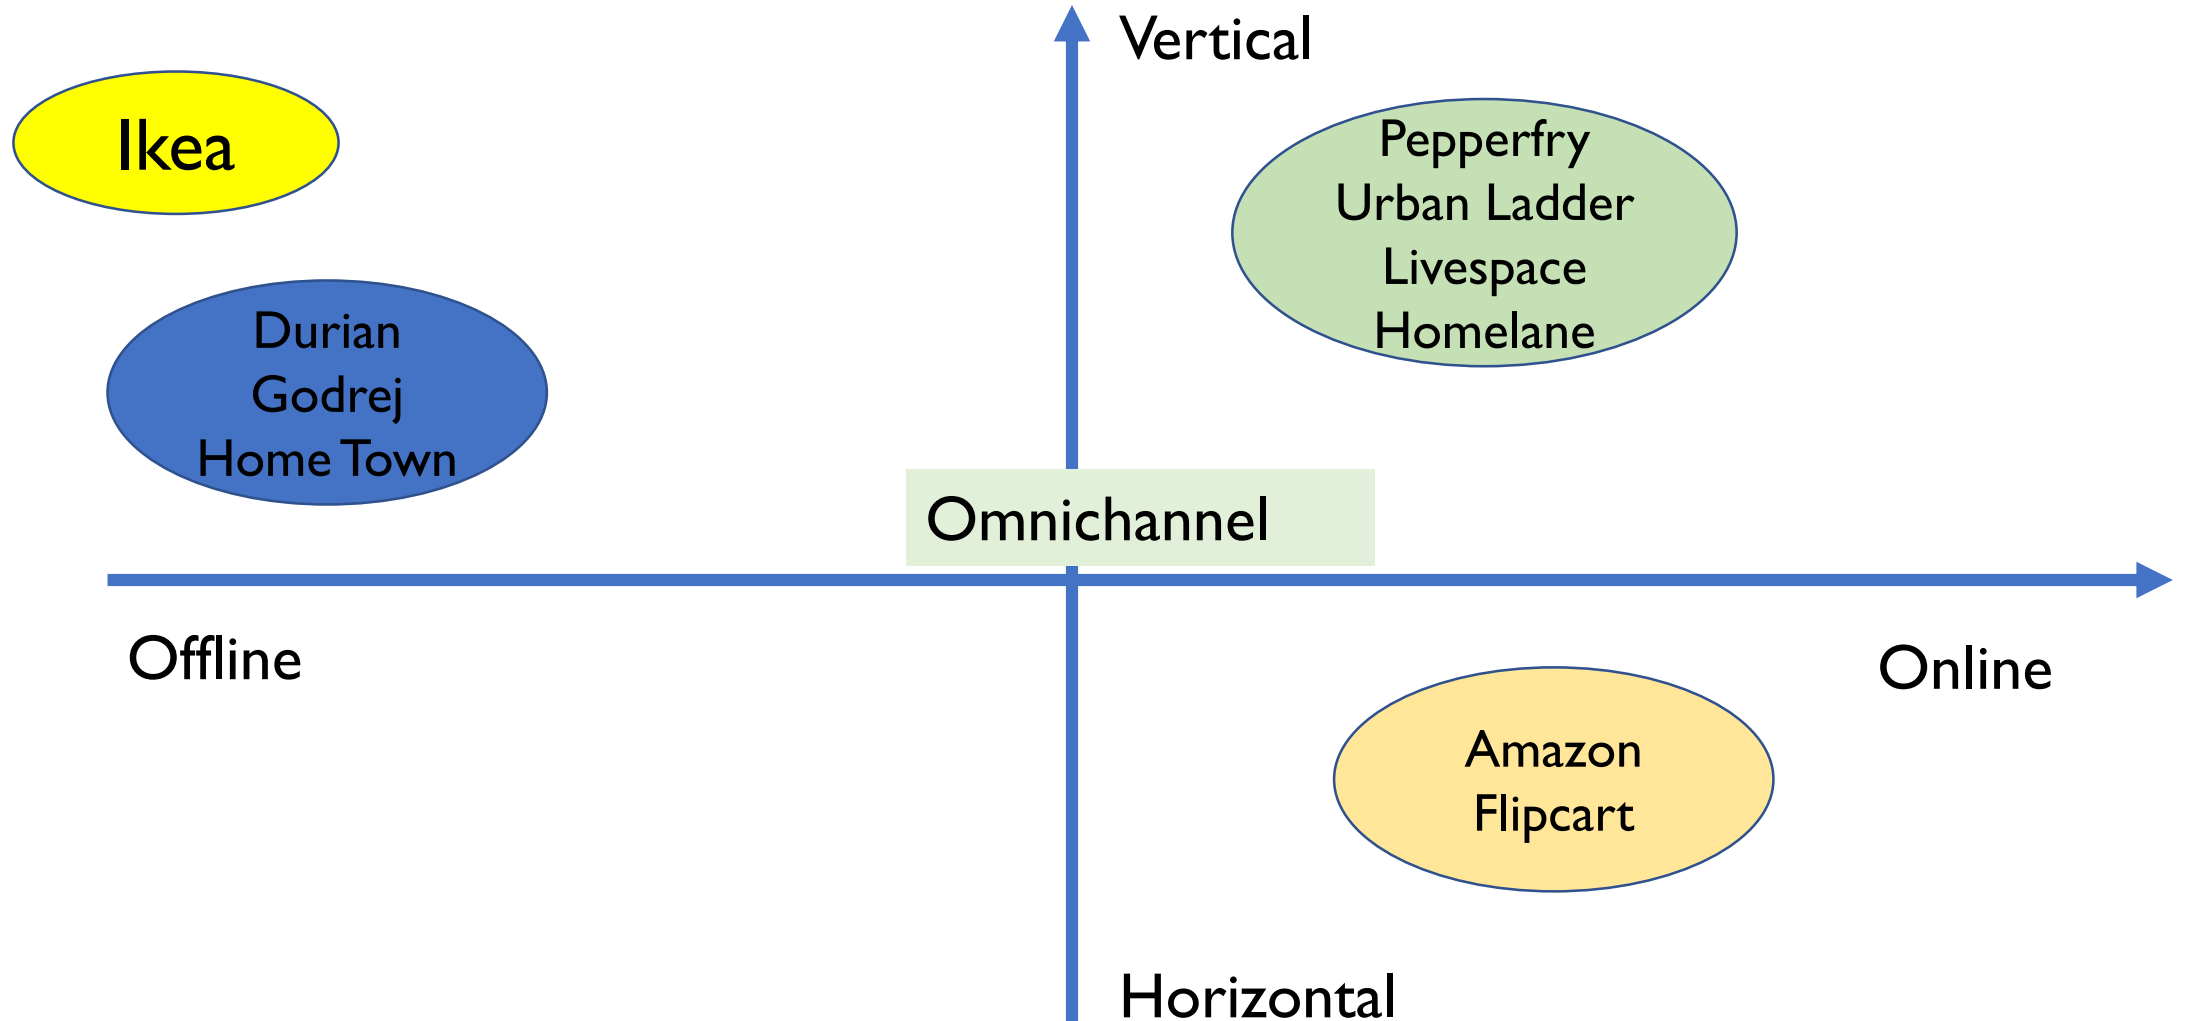 Vertical
Ikea
Pepperfry
Urban Ladder
Livespace
Homelane
Durian
Godrej
Home Town
Omnichannel
Offline
Online
Amazon
Flipcart
Horizontal